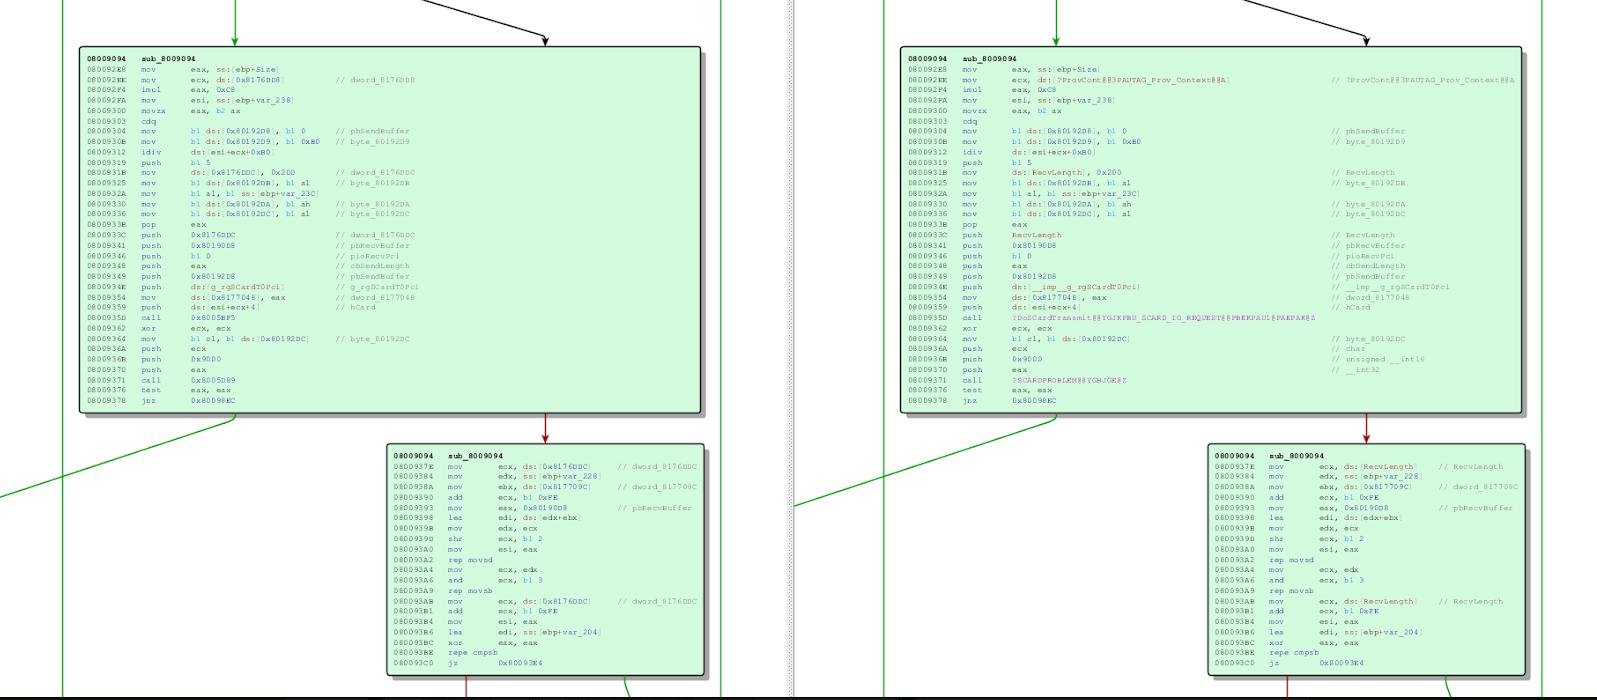 08009094 sub_8009094
080092E8 mov eax, ss:[ebp+Size]
080092EE mov ecx, ds:[0x8176DD8] // dword_8176DD8
080092F4 imul eax, 0xC8
080092FA mov esi, ss:[ebp+var_238]
08009300 movzx eax, b2 ax
08009303 cdq
08009304 mov b1 ds:[0x80192D8], b1 0 // pbSendBuffer
0800930B mov b1 ds:[0x80192D9], b1 0xB0 // byte_80192D9
08009312 idiv ds:[esi+ecx+0xB0]
08009319 push b1 5
0800931B mov ds:[0x8176DDC], 0x200 // dword_8176DDC
08009325 mov b1 ds:[0x80192DB], b1 al // byte_80192DB
0800932A mov b1 al, b1 ss:[ebp+var_23C]
08009330 mov b1 ds:[0x80192DA], b1 ah // byte_80192DA
08009336 mov b1 ds:[0x80192DC], b1 al // byte_80192DC
0800933B pop eax
0800933C push 0x8176DDC // dword_8176DDC
08009341 push 0x80190D8 // pbRecvBuffer
08009346 push b1 0 // pioRecvPci
08009348 push eax // cbSendLength
08009349 push 0x80192D8 // pbSendBuffer
0800934E push ds:[g_rgSCardT0Pci] // g_rgSCardT0Pci
08009354 mov ds:[0x8177048], eax // dword_8177048
08009359 push ds:[esi+ecx+4] // hCard
0800935D call 0x8005BF5
08009362 xor ecx, ecx
08009364 mov b1 cl, b1 ds:[0x80192DC] // byte_80192DC
0800936A push ecx
0800936B push 0x9000
08009370 push eax
08009371 call 0x8005D89
08009376 test eax, eax
08009378 jnz 0x80098EC
08009094 sub_8009094
0800937E mov ecx, ds:[0x8176DDC] // dword_8176DDC
08009384 mov edx, ss:[ebp+var_228]
0800938A mov ebx, ds:[0x817709C] // dword_817709C
08009390 add ecx, b1 0xFE
08009393 mov eax, 0x80190D8 // pbRecvBuffer
08009398 lea edi, ds:[edx+ebx]
0800939B mov edx, ecx
0800939D shr ecx, b1 2
080093A0 mov esi, eax
080093A2 rep movsd
080093A4 mov ecx, edx
080093A6 and ecx, b1 3
080093A9 rep movsb
080093AB mov ecx, ds:[0x8176DDC] // dword_8176DDC
080093B1 add ecx, b1 0xFE
080093B4 mov esi, eax
080093B6 lea edi, ss:[ebp+var_204]
080093BC xor eax, eax
080093BE repe cmpsb
080093C0 jz 0x80093E4
08009094 sub_8009094
080092E8 mov eax, ss:[ebp+Size]
080092EE mov ecx, ds:[?ProvCont@@3PAUTAG_Prov_Context@@A] // ?ProvCont@@3PAUTAG_Prov_Context@@A
080092F4 imul eax, 0xC8
080092FA mov esi, ss:[ebp+var_238]
08009300 movzx eax, b2 ax
08009303 cdq
08009304 mov b1 ds:[0x80192D8], b1 0 // pbSendBuffer
0800930B mov b1 ds:[0x80192D9], b1 0xB0 // byte_80192D9
08009312 idiv ds:[esi+ecx+0xB0]
08009319 push b1 5
0800931B mov ds:[RecvLength], 0x200 // RecvLength
08009325 mov b1 ds:[0x80192DB], b1 al // byte_80192DB
0800932A mov b1 al, b1 ss:[ebp+var_23C]
08009330 mov b1 ds:[0x80192DA], b1 ah // byte_80192DA
08009336 mov b1 ds:[0x80192DC], b1 al // byte_80192DC
0800933B pop eax
0800933C push RecvLength // RecvLength
08009341 push 0x80190D8 // pbRecvBuffer
08009346 push b1 0 // pioRecvPci
08009348 push eax // cbSendLength
08009349 push 0x80192D8 // pbSendBuffer
0800934E push ds:[__imp__g_rgSCardT0Pci] // __imp__g_rgSCardT0Pci
08009354 mov ds:[0x8177048], eax // dword_8177048
08009359 push ds:[esi+ecx+4] // hCard
0800935D call ?DoSCardTransmit@@YGJKPBU_SCARD_IO_REQUEST@@PBEKPAU1@PAEPAK@Z
08009362 xor ecx, ecx
08009364 mov b1 cl, b1 ds:[0x80192DC] // byte_80192DC
0800936A push ecx // char
0800936B push 0x9000 // unsigned __int16
08009370 push eax // __int32
08009371 call ?SCARDPROBLEM@@YGHJGE@Z
08009376 test eax, eax
08009378 jnz 0x80098EC
08009094 sub_8009094
0800937E mov ecx, ds:[RecvLength] // RecvLength
08009384 mov edx, ss:[ebp+var_228]
0800938A mov ebx, ds:[0x817709C] // dword_817709C
08009390 add ecx, b1 0xFE
08009393 mov eax, 0x80190D8 // pbRecvBuffer
08009398 lea edi, ds:[edx+ebx]
0800939B mov edx, ecx
0800939D shr ecx, b1 2
080093A0 mov esi, eax
080093A2 rep movsd
080093A4 mov ecx, edx
080093A6 and ecx, b1 3
080093A9 rep movsb
080093AB mov ecx, ds:[RecvLength] // RecvLength
080093B1 add ecx, b1 0xFE
080093B4 mov esi, eax
080093B6 lea edi, ss:[ebp+var_204]
080093BC xor eax, eax
080093BE repe cmpsb
080093C0 jz 0x80093E4